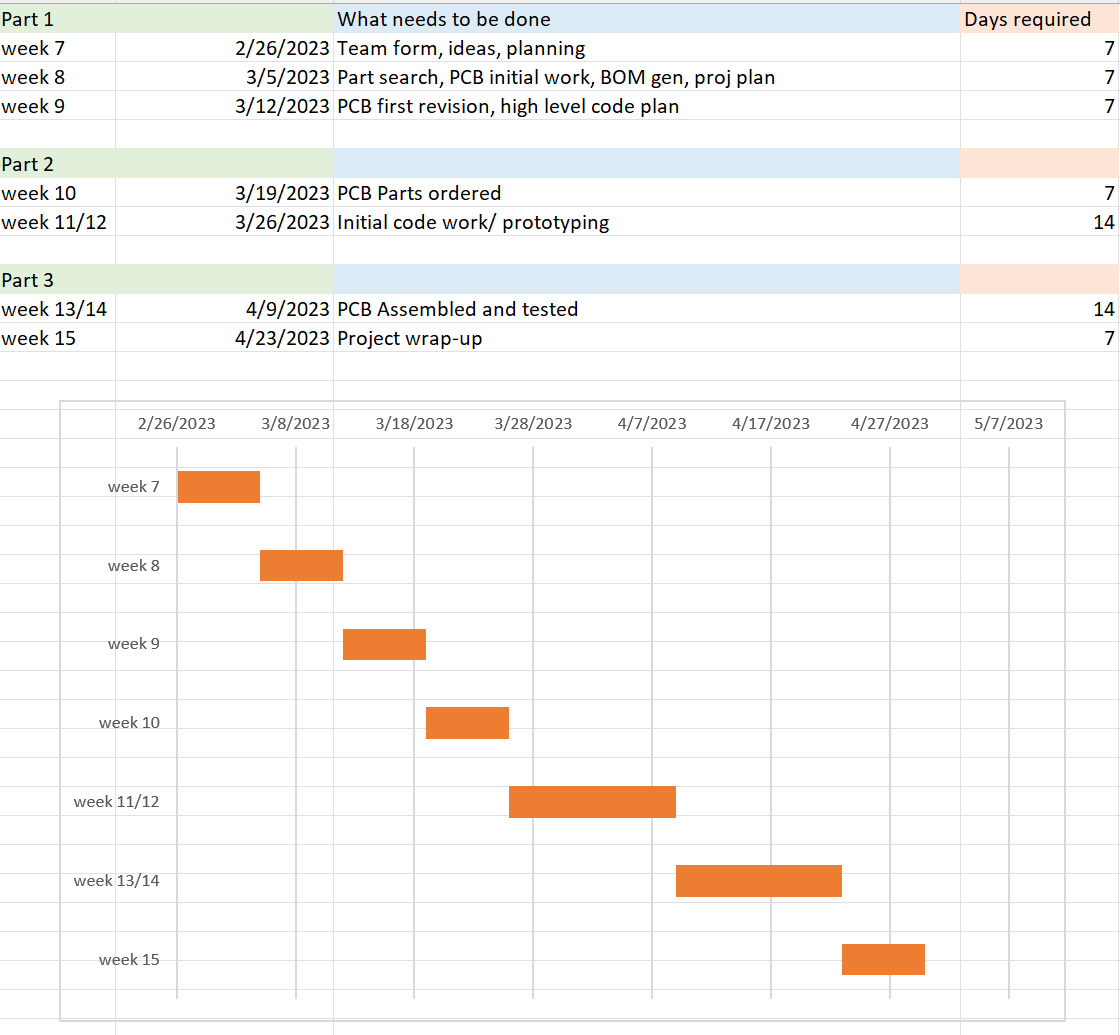 Part 1 What needs to be done Days required
week 7 2/26/2023 Team form, ideas, planning 7
week 8 3/5/2023 Part search, PCB initial work, BOM gen, proj plan 7
week 9 3/12/2023 PCB first revision, high level code plan 7
Part 2
week 10 3/19/2023 PCB Parts ordered 7
week 11/12 3/26/2023 Initial code work/ prototyping 14
Part 3
week 13/14 4/9/2023 PCB Assembled and tested 14
week 15 4/23/2023 Project wrap-up 7
2/26/2023 3/8/2023 3/18/2023 3/28/2023 4/7/2023 4/17/2023 4/27/2023 5/7/2023
week 7
week 8
week 9
week 10
week 11/12
week 13/14
week 15